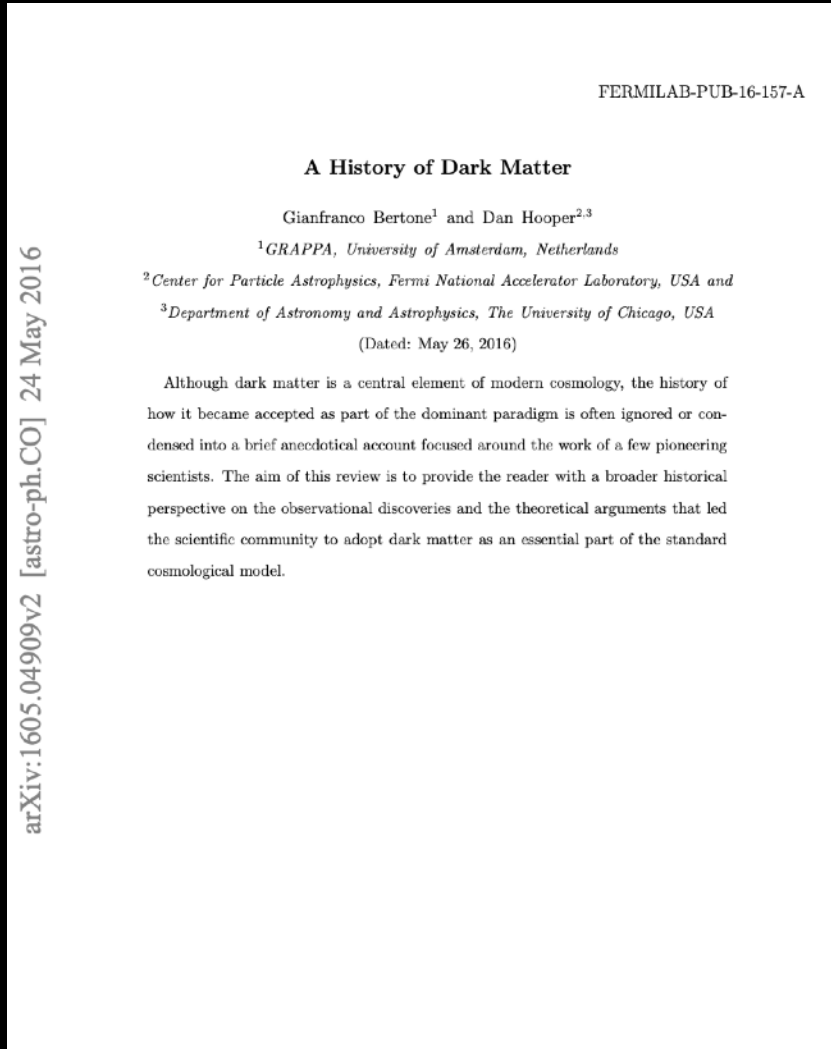 FERMILAB-PUB-16-157-A
A History of Dark Matter
Gianfranco Bertone¹ and Dan Hooper²,³
¹GRAPPA, University of Amsterdam, Netherlands
²Center for Particle Astrophysics, Fermi National Accelerator Laboratory, USA and
³Department of Astronomy and Astrophysics, The University of Chicago, USA
(Dated: May 26, 2016)
Although dark matter is a central element of modern cosmology, the history of
how it became accepted as part of the dominant paradigm is often ignored or con-
densed into a brief anecdotical account focused around the work of a few pioneering
scientists. The aim of this review is to provide the reader with a broader historical
perspective on the observational discoveries and the theoretical arguments that led
the scientific community to adopt dark matter as an essential part of the standard
cosmological model.
arXiv:1605.04909v2 [astro-ph.CO] 24 May 2016